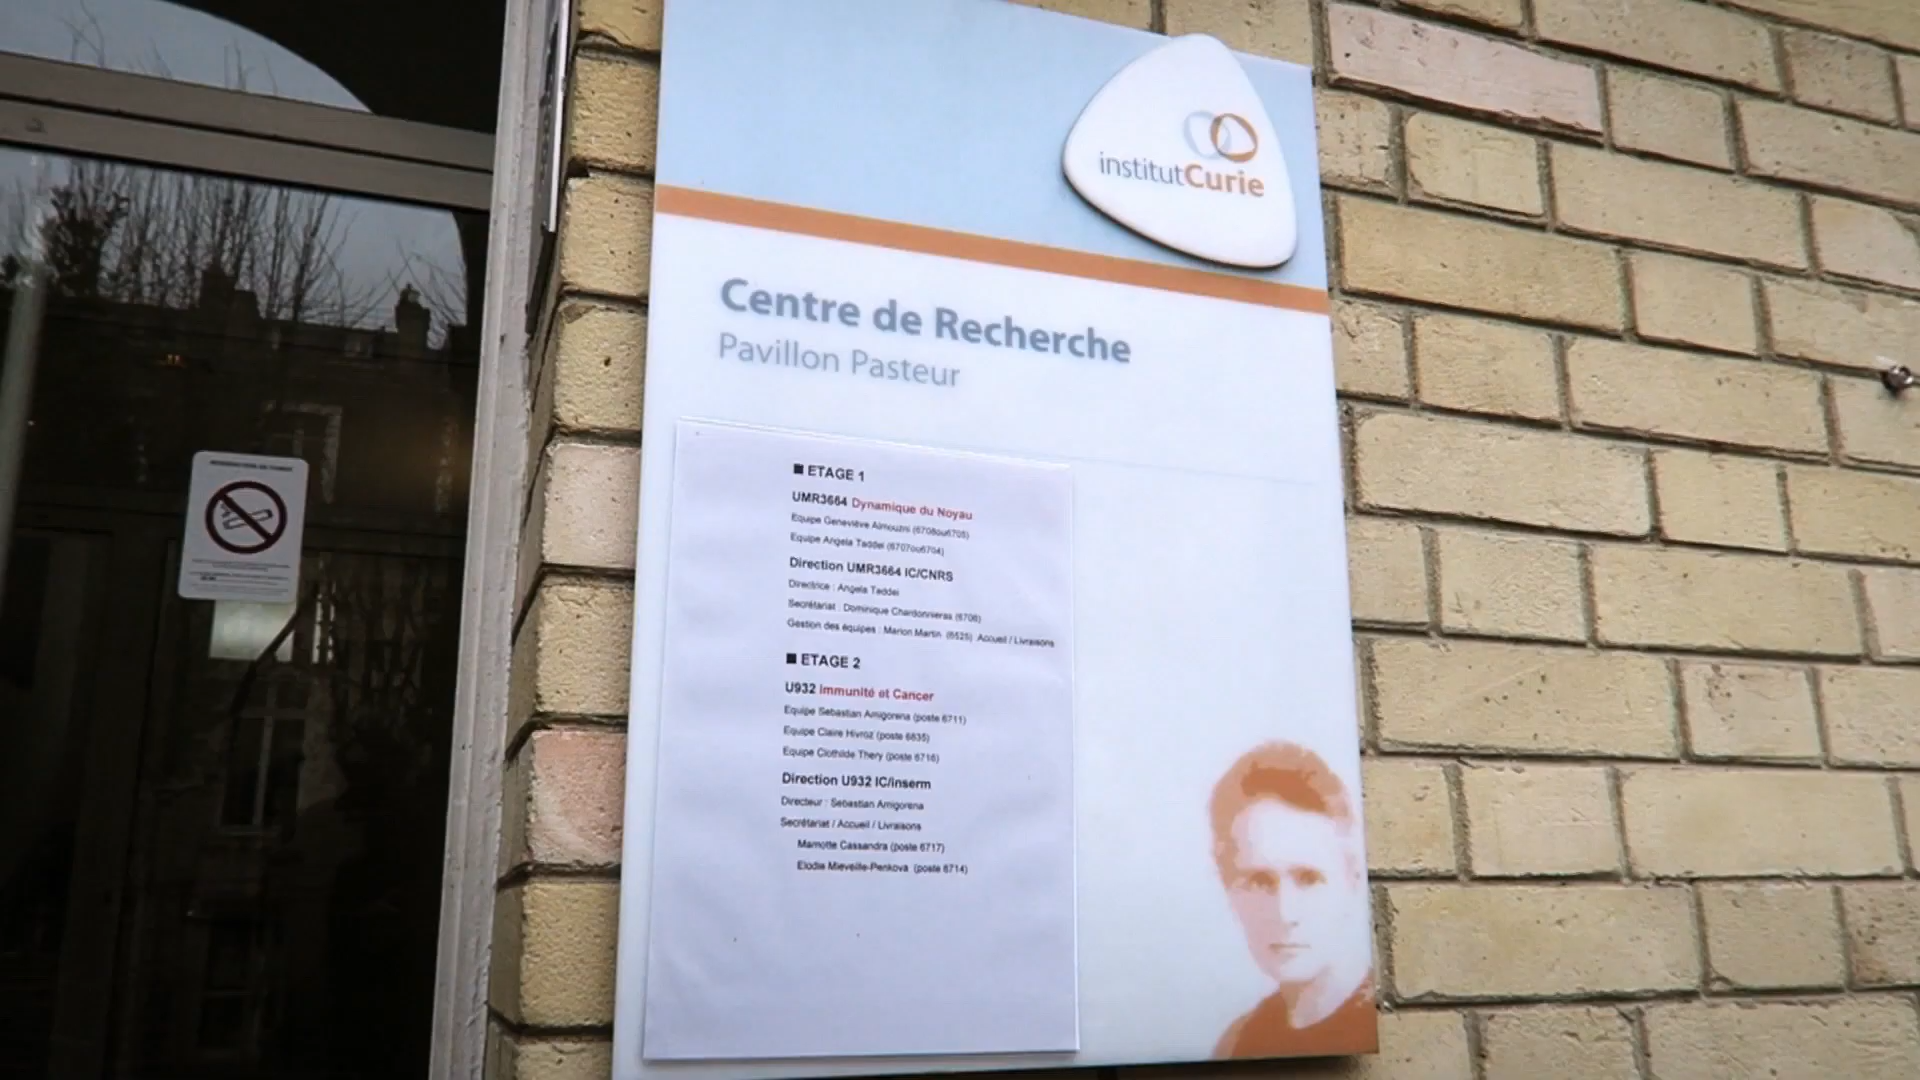 institutCurie
Centre de Recherche
Pavillon Pasteur
ETAGE 1
UMR3664 Dynamique du Noyau
Equipe Geneviève Almouzni (6708ou6705)
Equipe Angela Taddei (6707ou6704)
Direction UMR3664 IC/CNRS
Directrice : Angela Taddei
Secrétariat : Dominique Chardonnieras (6706)
Gestion des équipes : Marion Martin (6525) Accueil / Livraisons
ETAGE 2
U932 Immunité et Cancer
Equipe Sebastian Amigorena (poste 6711)
Equipe Claire Hivroz (poste 6835)
Equipe Clothilde Thery (poste 6716)
Direction U932 IC/inserm
Directeur : Sebastian Amigorena
Secrétariat / Accueil / Livraisons
Mamotte Cassandra (poste 6717)
Elodie Mieveille-Penkova (poste 6714)